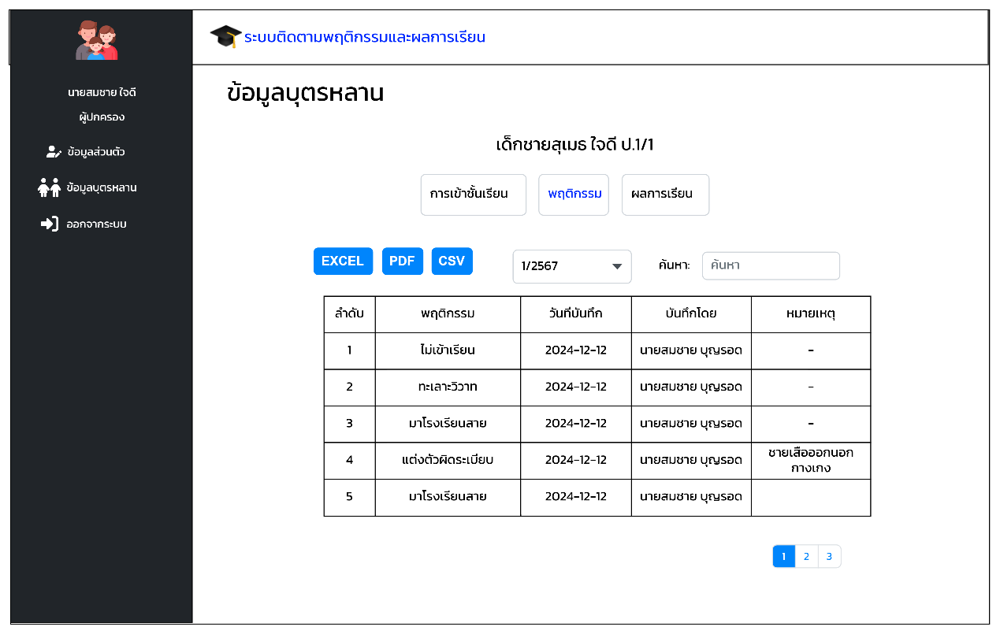 ระบบติดตามพฤติกรรมและผลการเรียน
นายสมชาย ใจดี
ผู้ปกครอง
ข้อมูลส่วนตัว
ข้อมูลบุตรหลาน
ออกจากระบบ
ข้อมูลบุตรหลาน
เด็กชายสุเมธ ใจดี ป.1/1
การเข้าชั้นเรียน พฤติกรรม ผลการเรียน
EXCEL PDF CSV 1/2567 ค้นหา: ค้นหา
ลำดับ พฤติกรรม วันที่บันทึก บันทึกโดย หมายเหตุ
1 ไม่เข้าเรียน 2024-12-12 นายสมชาย บุญรอด -
2 ทะเลาะวิวาท 2024-12-12 นายสมชาย บุญรอด -
3 มาโรงเรียนสาย 2024-12-12 นายสมชาย บุญรอด -
4 แต่งตัวผิดระเบียบ 2024-12-12 นายสมชาย บุญรอด ชายเสือออกนอก
กางเกง
5 มาโรงเรียนสาย 2024-12-12 นายสมชาย บุญรอด
1 2 3